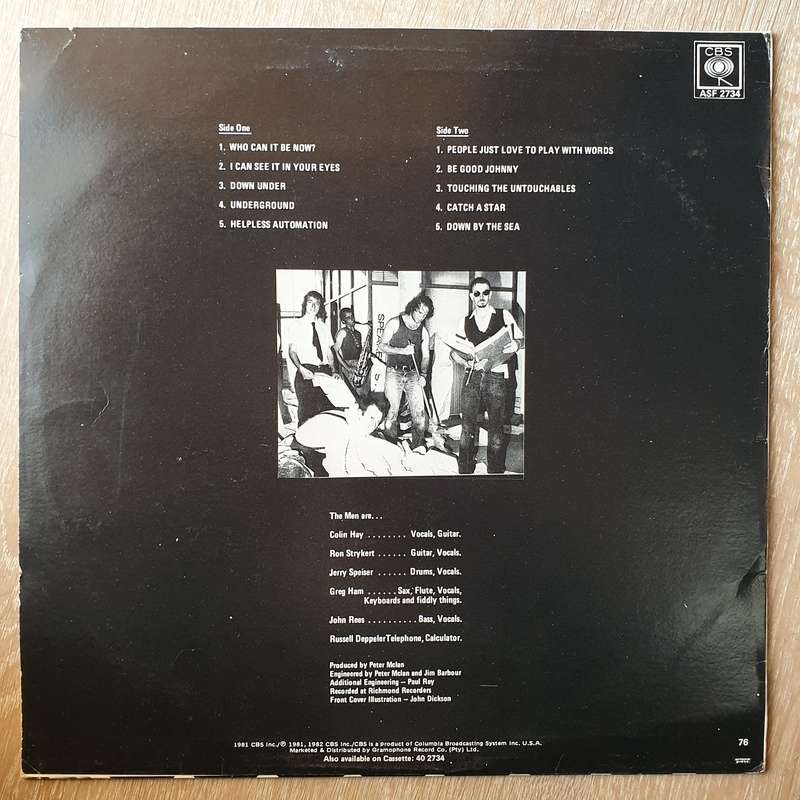 CBS
ASF 2734
Side One
1. WHO CAN IT BE NOW?
2. I CAN SEE IT IN YOUR EYES
3. DOWN UNDER
4. UNDERGROUND
5. HELPLESS AUTOMATION
Side Two
1. PEOPLE JUST LOVE TO PLAY WITH WORDS
2. BE GOOD JOHNNY
3. TOUCHING THE UNTOUCHABLES
4. CATCH A STAR
5. DOWN BY THE SEA
SPEAKE
The Men are...
Colin Hay ........ Vocals, Guitar.
Ron Strykert ...... Guitar, Vocals.
Jerry Speiser ...... Drums, Vocals.
Greg Ham ...... Sax, Flute, Vocals,
Keyboards and fiddly things.
John Rees .......... Bass, Vocals.
Russell Deppeler Telephone, Calculator.
Produced by Peter McIan
Engineered by Peter McIan and Jim Barbour
Additional Engineering – Paul Ray
Recorded at Richmond Recorders
Front Cover Illustration – John Dickson
1981 CBS Inc./℗ 1981, 1982 CBS Inc./CBS is a product of Columbia Broadcasting System Inc. U.S.A.
Marketed & Distributed by Gramophone Record Co. (Pty) Ltd.
Also available on Cassette: 40 2734
76